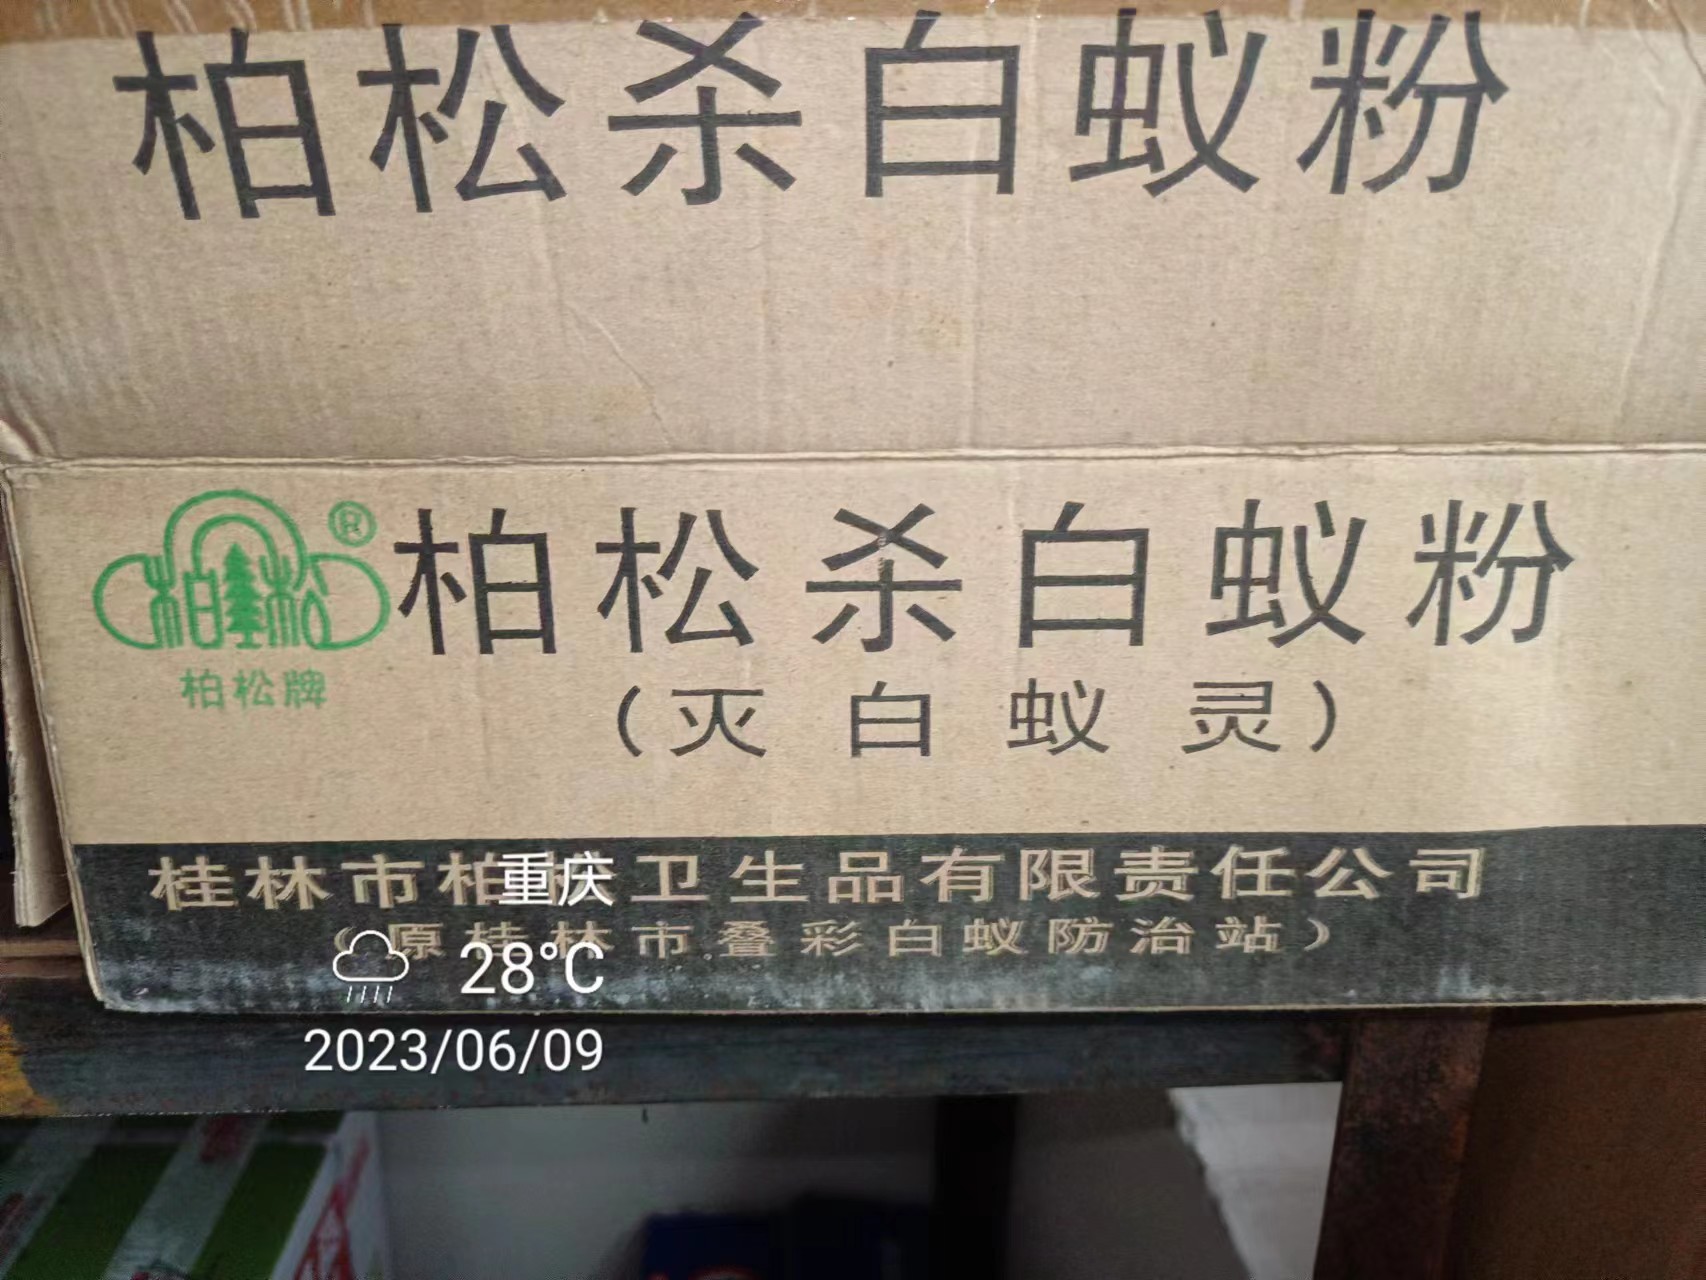 柏松杀白蚁粉
®
柏松
柏松牌
柏松杀白蚁粉
(灭白蚁灵)
桂林市柏 卫生品有限责任公司
(原桂林市叠彩白蚁防治站)
重庆
28°C
2023/06/09